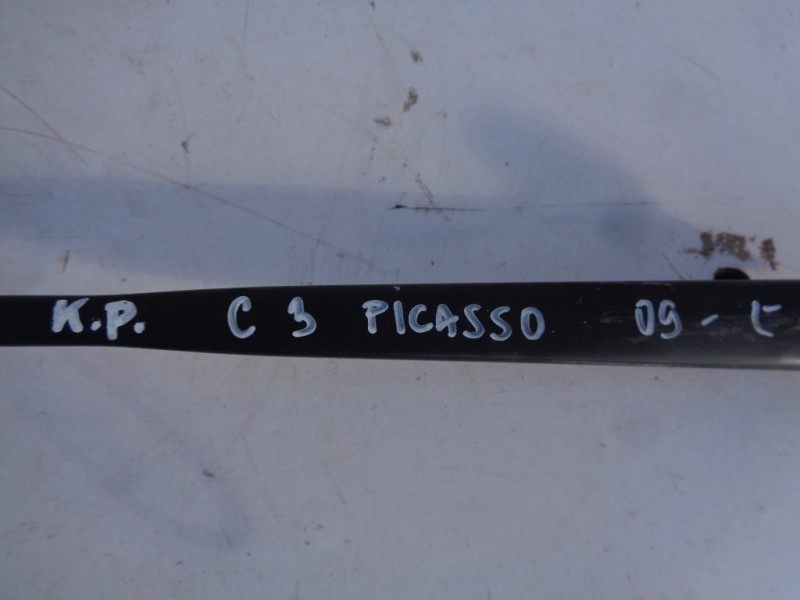 K.P. C 3 PICASSO 09 -